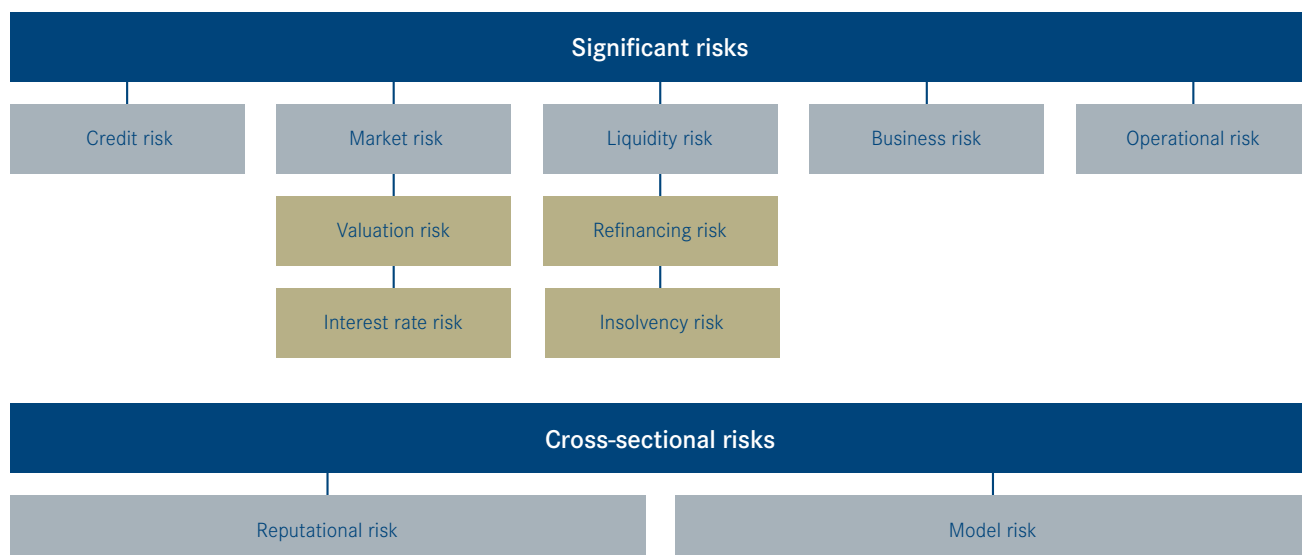 Significant risks
Credit risk
Market risk
Liquidity risk
Business risk
Operational risk
Valuation risk
Refinancing risk
Interest rate risk
Insolvency risk
Cross-sectional risks
Reputational risk
Model risk